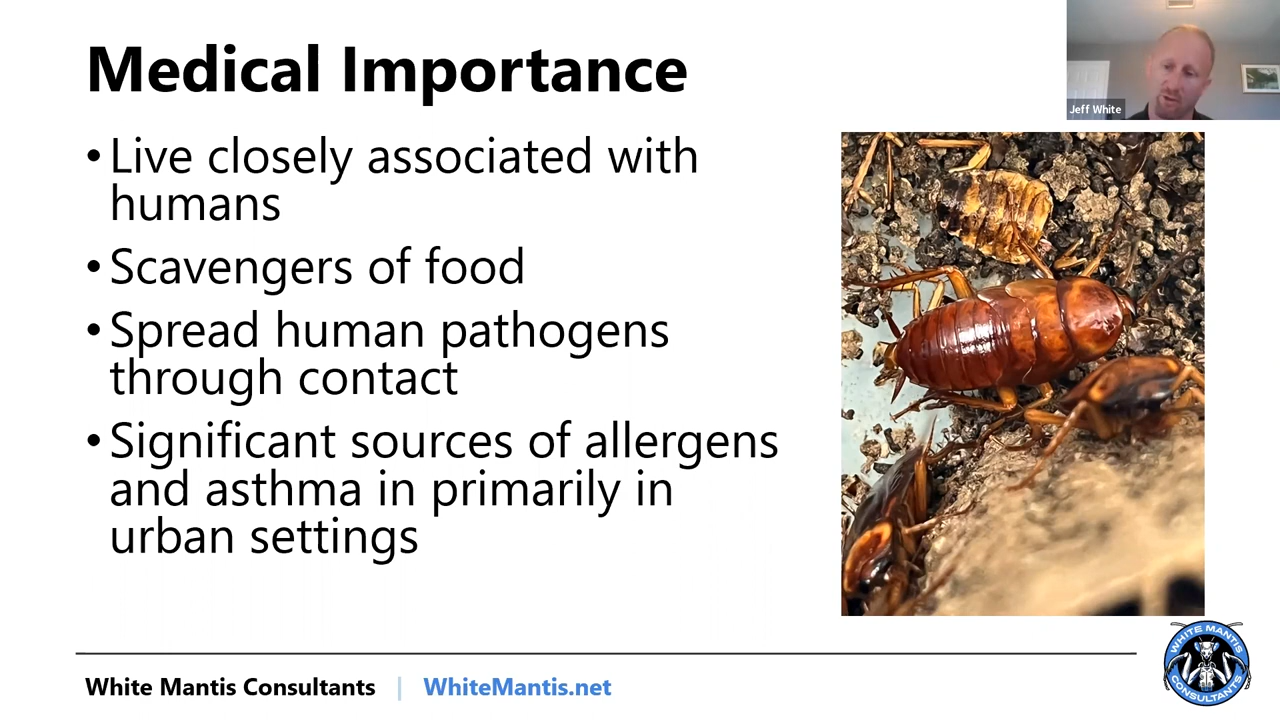 Medical Importance
Jeff White
• Live closely associated with
humans
• Scavengers of food
• Spread human pathogens
through contact
• Significant sources of allergens
and asthma in primarily in
urban settings
White Mantis Consultants | WhiteMantis.net
WHITE MANTIS
CONSULTANTS